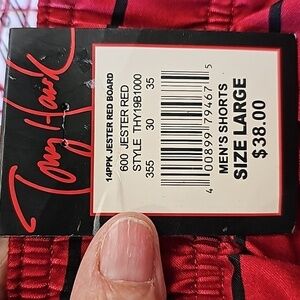 Tony Hawk
14PPK JESTER RED BOARD
600 JESTER RED
STYLE THY19B1000
355 30 35
4 00899 79467 5
MEN'S SHORTS
SIZE LARGE
$38.00